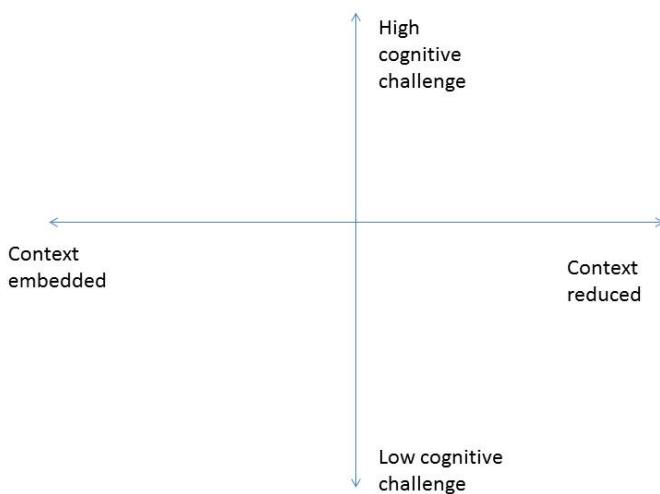 High
cognitive
challenge
Context
embedded
Context
reduced
Low cognitive
challenge